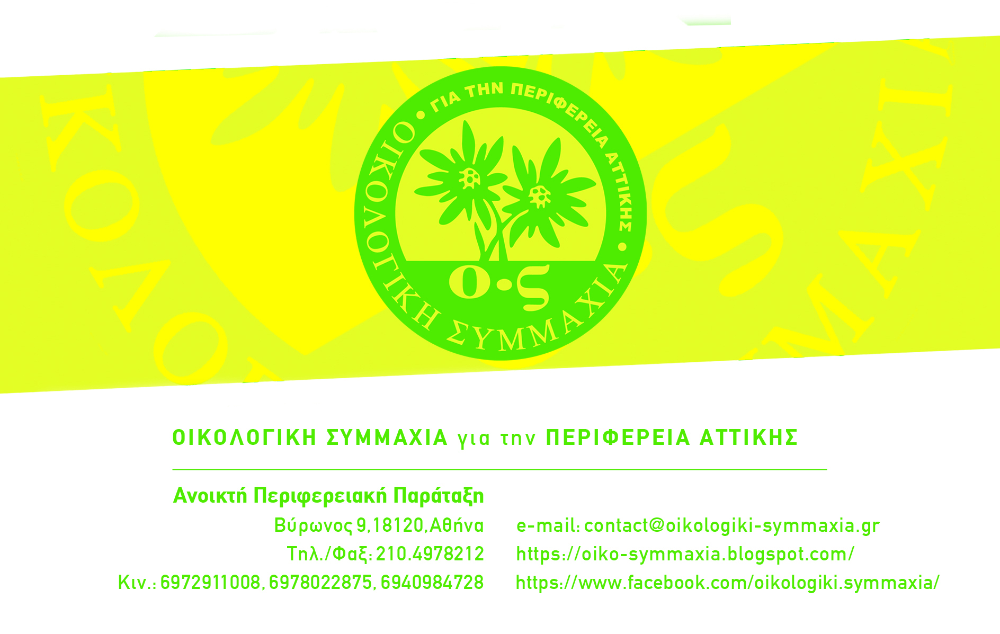 ΚΟΛΟ
ΙΧΑΜ
ς
ΓΙΑ ΤΗΝ ΠΕΡΙΦΕΡΕΙΑ ΑΤΤΙΚΗΣ
ΟΙΚΟΛΟΓΙΚΗ ΣΥΜΜΑΧΙΑ
ο·ς
ΟΙΚΟΛΟΓΙΚΗ ΣΥΜΜΑΧΙΑ για την ΠΕΡΙΦΕΡΕΙΑ ΑΤΤΙΚΗΣ
Ανοικτή Περιφερειακή Παράταξη
Βύρωνος 9,18120,Αθήνα
Τηλ./Φαξ: 210.4978212
Κιν.: 6972911008, 6978022875, 6940984728
e-mail: contact@oikologiki-symmaxia.gr
https://oiko-symmaxia.blogspot.com/
https://www.facebook.com/oikologiki.symmaxia/